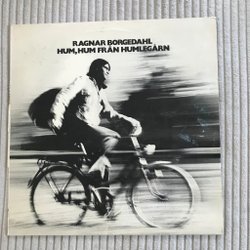 RAGNAR BORGEDAHL
HUM, HUM FRÅN HUMLEGÅRN